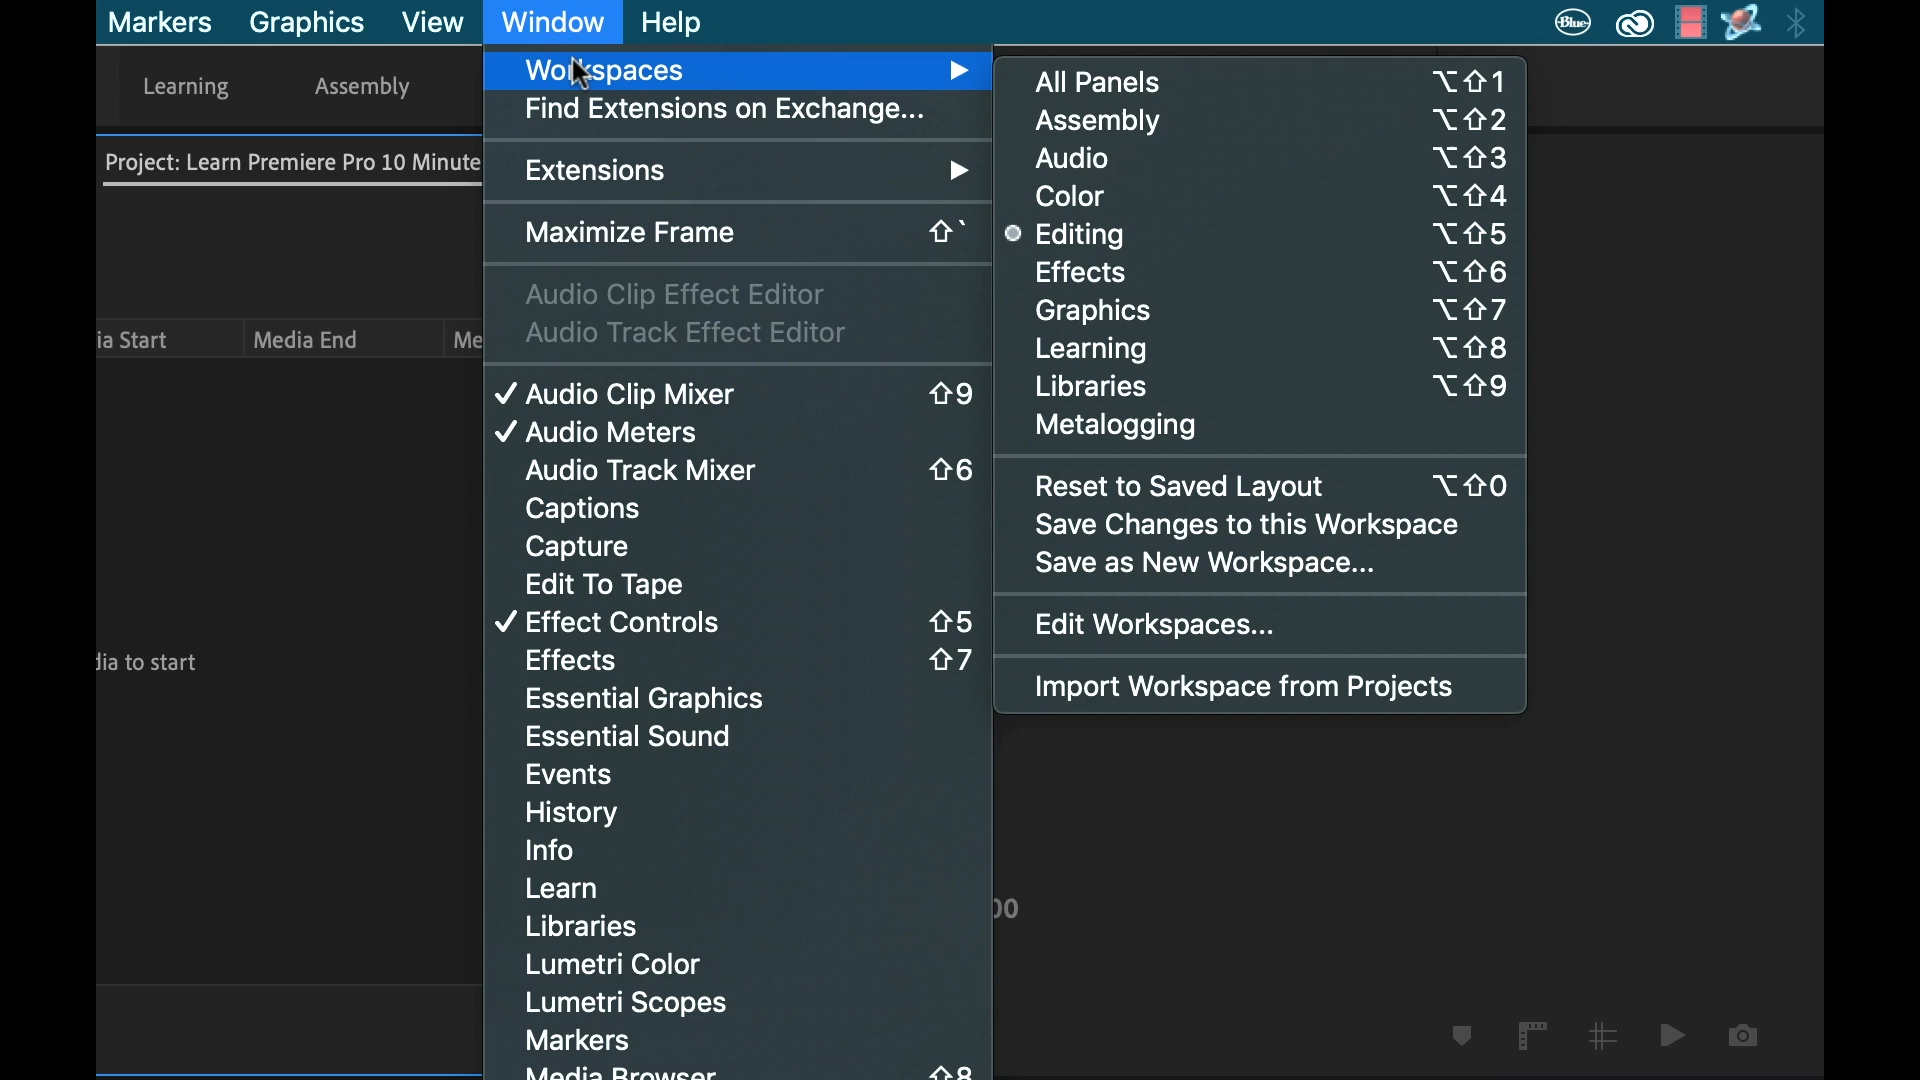 Markers Graphics View Window Help
Blue
Learning Assembly
Project: Learn Premiere Pro 10 Minute
ia Start Media End Me
dia to start
Workspaces
Find Extensions on Exchange...
Extensions
Maximize Frame ⇧`
Audio Clip Effect Editor
Audio Track Effect Editor
✓ Audio Clip Mixer ⇧9
✓ Audio Meters
Audio Track Mixer ⇧6
Captions
Capture
Edit To Tape
✓ Effect Controls ⇧5
Effects ⇧7
Essential Graphics
Essential Sound
Events
History
Info
Learn
Libraries
Lumetri Color
Lumetri Scopes
Markers
Media Browser ⇧8
All Panels ⌥⇧1
Assembly ⌥⇧2
Audio ⌥⇧3
Color ⌥⇧4
Editing ⌥⇧5
Effects ⌥⇧6
Graphics ⌥⇧7
Learning ⌥⇧8
Libraries ⌥⇧9
Metalogging
Reset to Saved Layout ⌥⇧0
Save Changes to this Workspace
Save as New Workspace...
Edit Workspaces...
Import Workspace from Projects
00